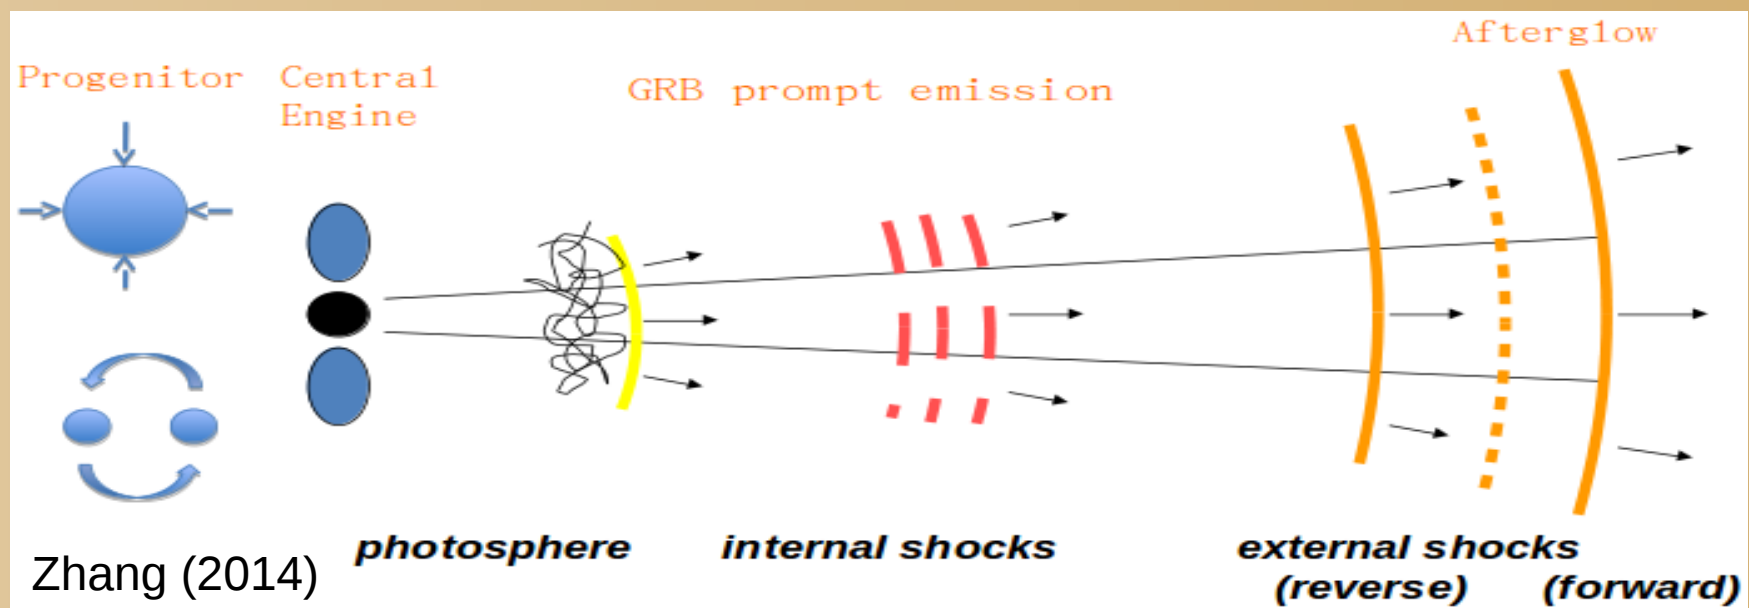 Afterglow
Progenitor
Central
Engine
GRB prompt emission
photosphere
internal shocks
external shocks
(reverse)
(forward)
Zhang (2014)